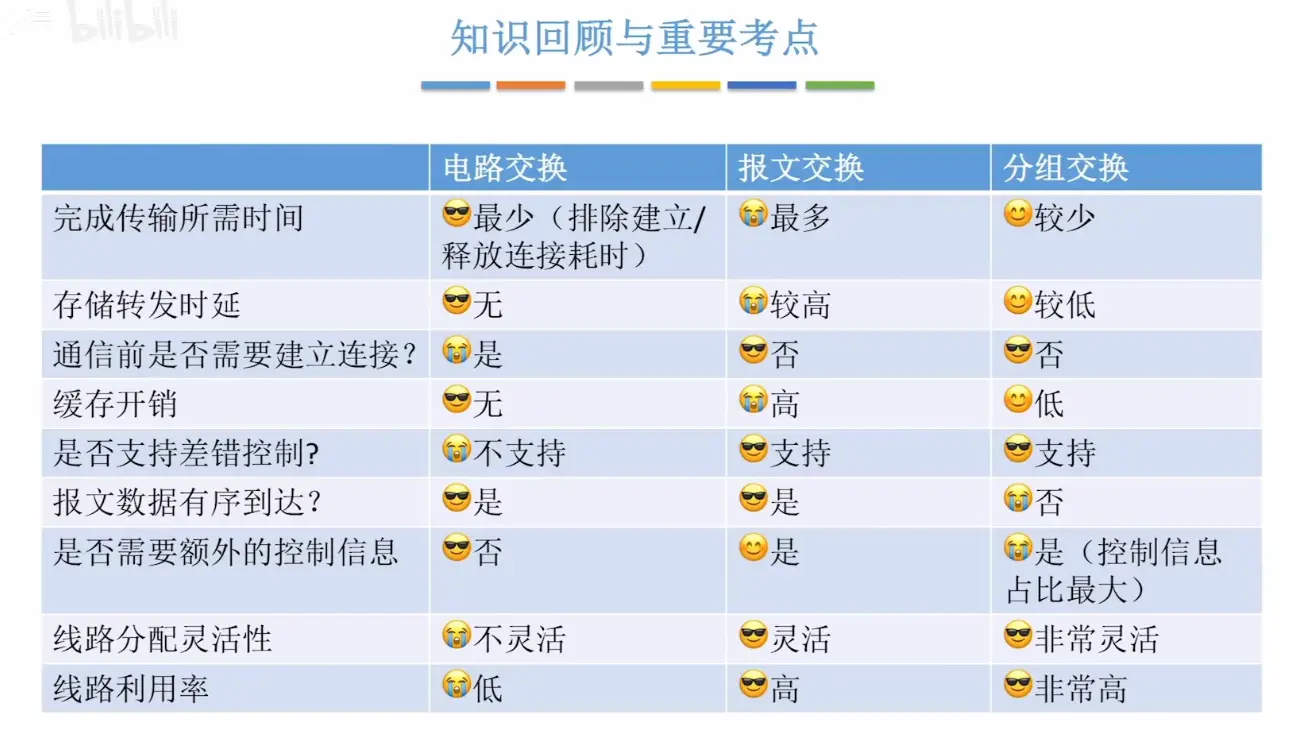 bilibili
知识回顾与重要考点
电路交换 报文交换 分组交换
完成传输所需时间 😎最少（排除建立/释放连接耗时） 😭最多 😊较少
存储转发时延 😎无 😭较高 😊较低
通信前是否需要建立连接？ 😭是 😎否 😎否
缓存开销 😎无 😭高 😊低
是否支持差错控制? 😭不支持 😎支持 😎支持
报文数据有序到达？ 😎是 😎是 😭否
是否需要额外的控制信息 😎否 😊是 😭是（控制信息占比最大）
线路分配灵活性 😭不灵活 😎灵活 😎非常灵活
线路利用率 😭低 😎高 😎非常高